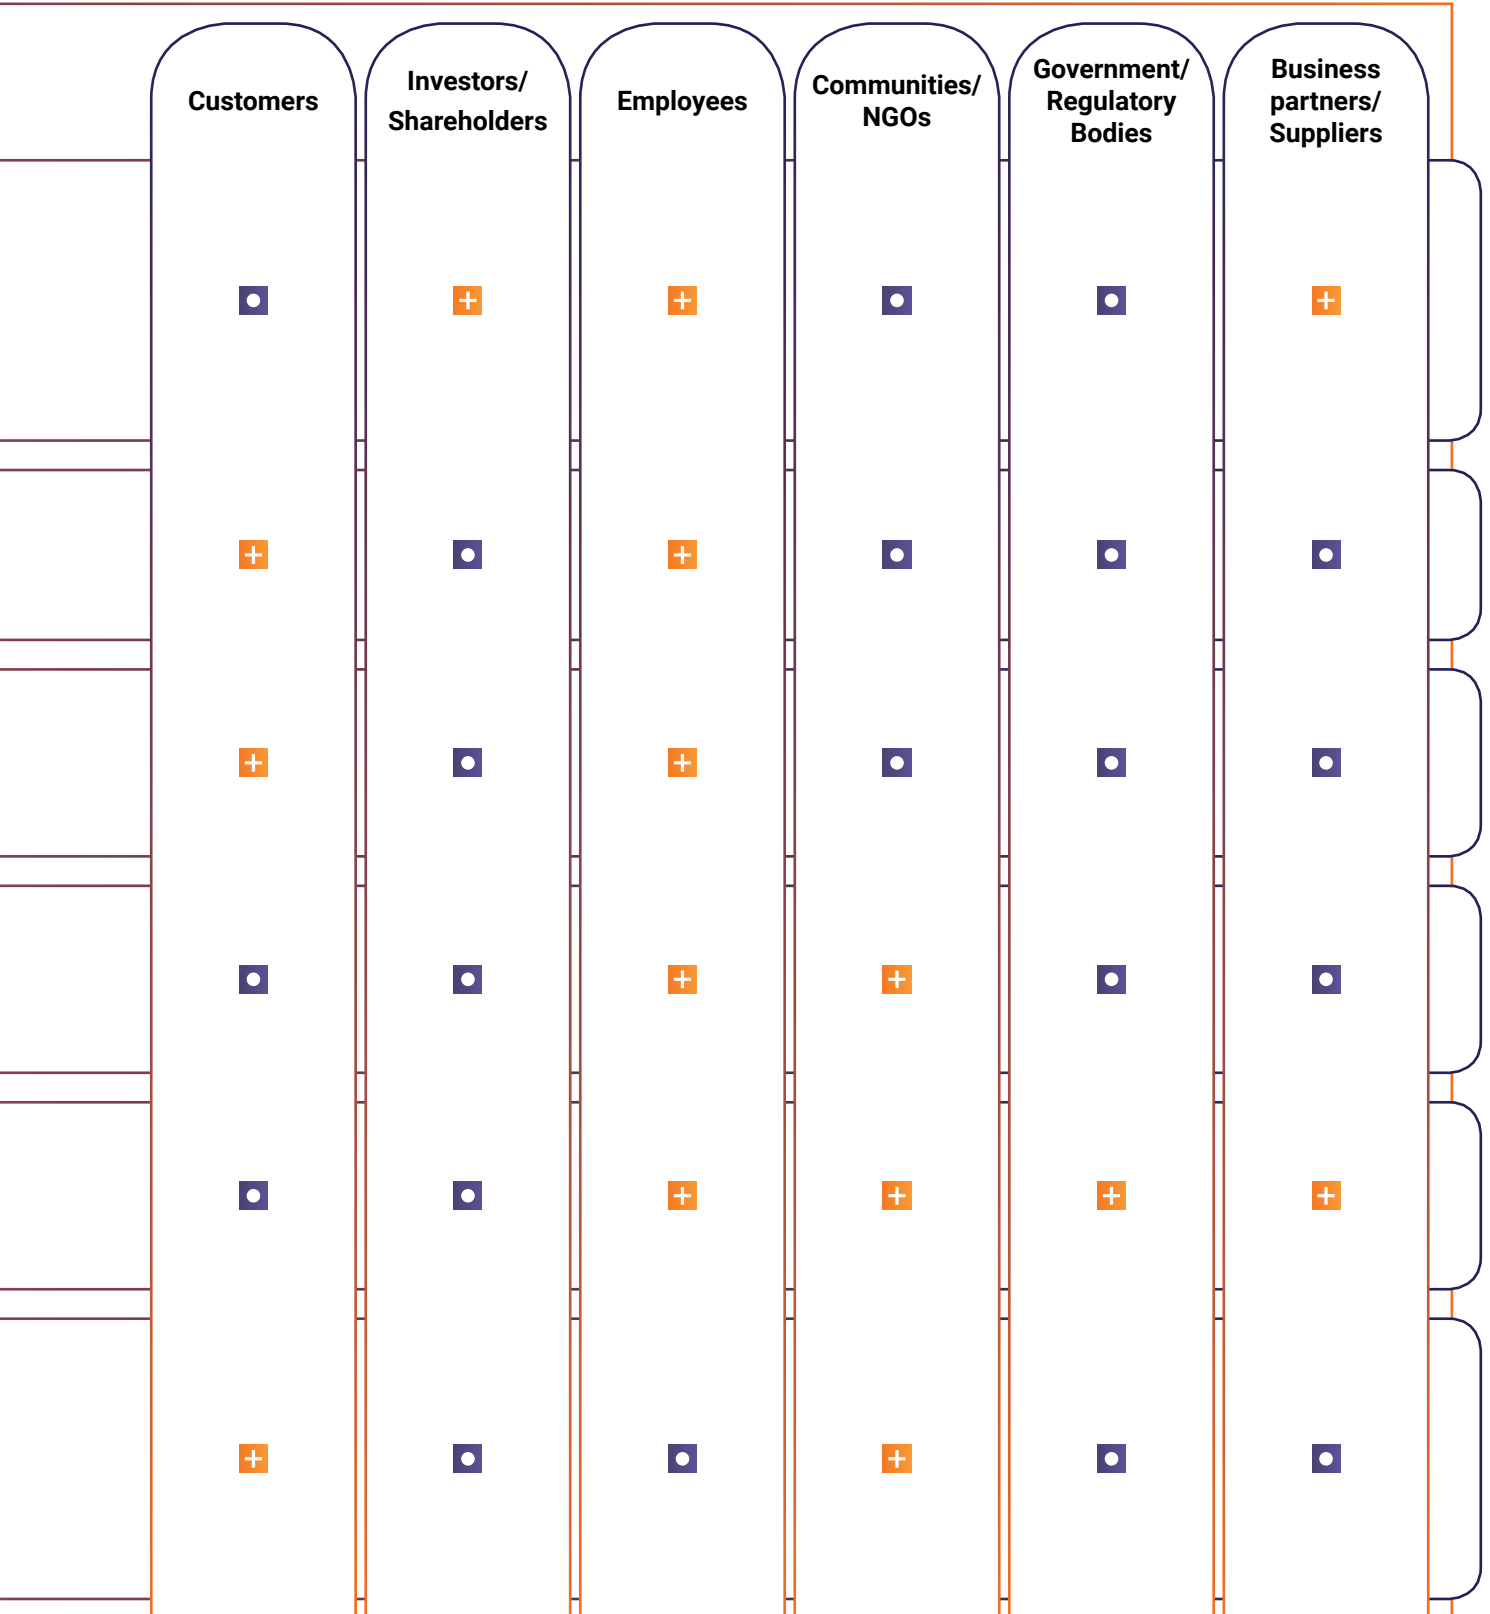 Customers
Investors/
Shareholders
Employees
Communities/
NGOs
Government/
Regulatory
Bodies
Business
partners/
Suppliers